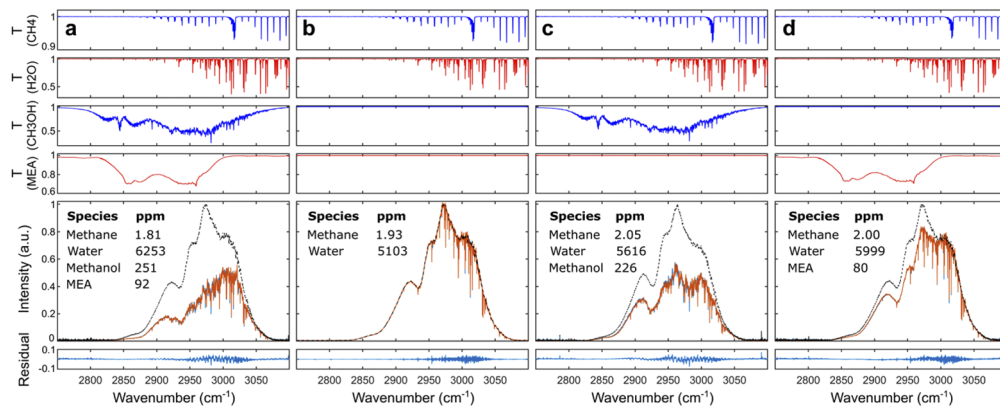 a b c d
T (CH4)
1
0.9
T (H2O)
1
0.5
T (CH3OH)
1
0.5
T (MEA)
1
0.8
0.6
Intensity (a.u.)
1
0.8
0.6
0.4
0.2
0
Species ppm
Methane 1.81
Water 6253
Methanol 251
MEA 92
Species ppm
Methane 1.93
Water 5103
Species ppm
Methane 2.05
Water 5616
Methanol 226
Species ppm
Methane 2.00
Water 5999
MEA 80
Residual
0.1
-0.1
2800 2850 2900 2950 3000 3050 2800 2850 2900 2950 3000 3050 2800 2850 2900 2950 3000 3050 2800 2850 2900 2950 3000 3050
Wavenumber (cm⁻¹) Wavenumber (cm⁻¹) Wavenumber (cm⁻¹) Wavenumber (cm⁻¹)